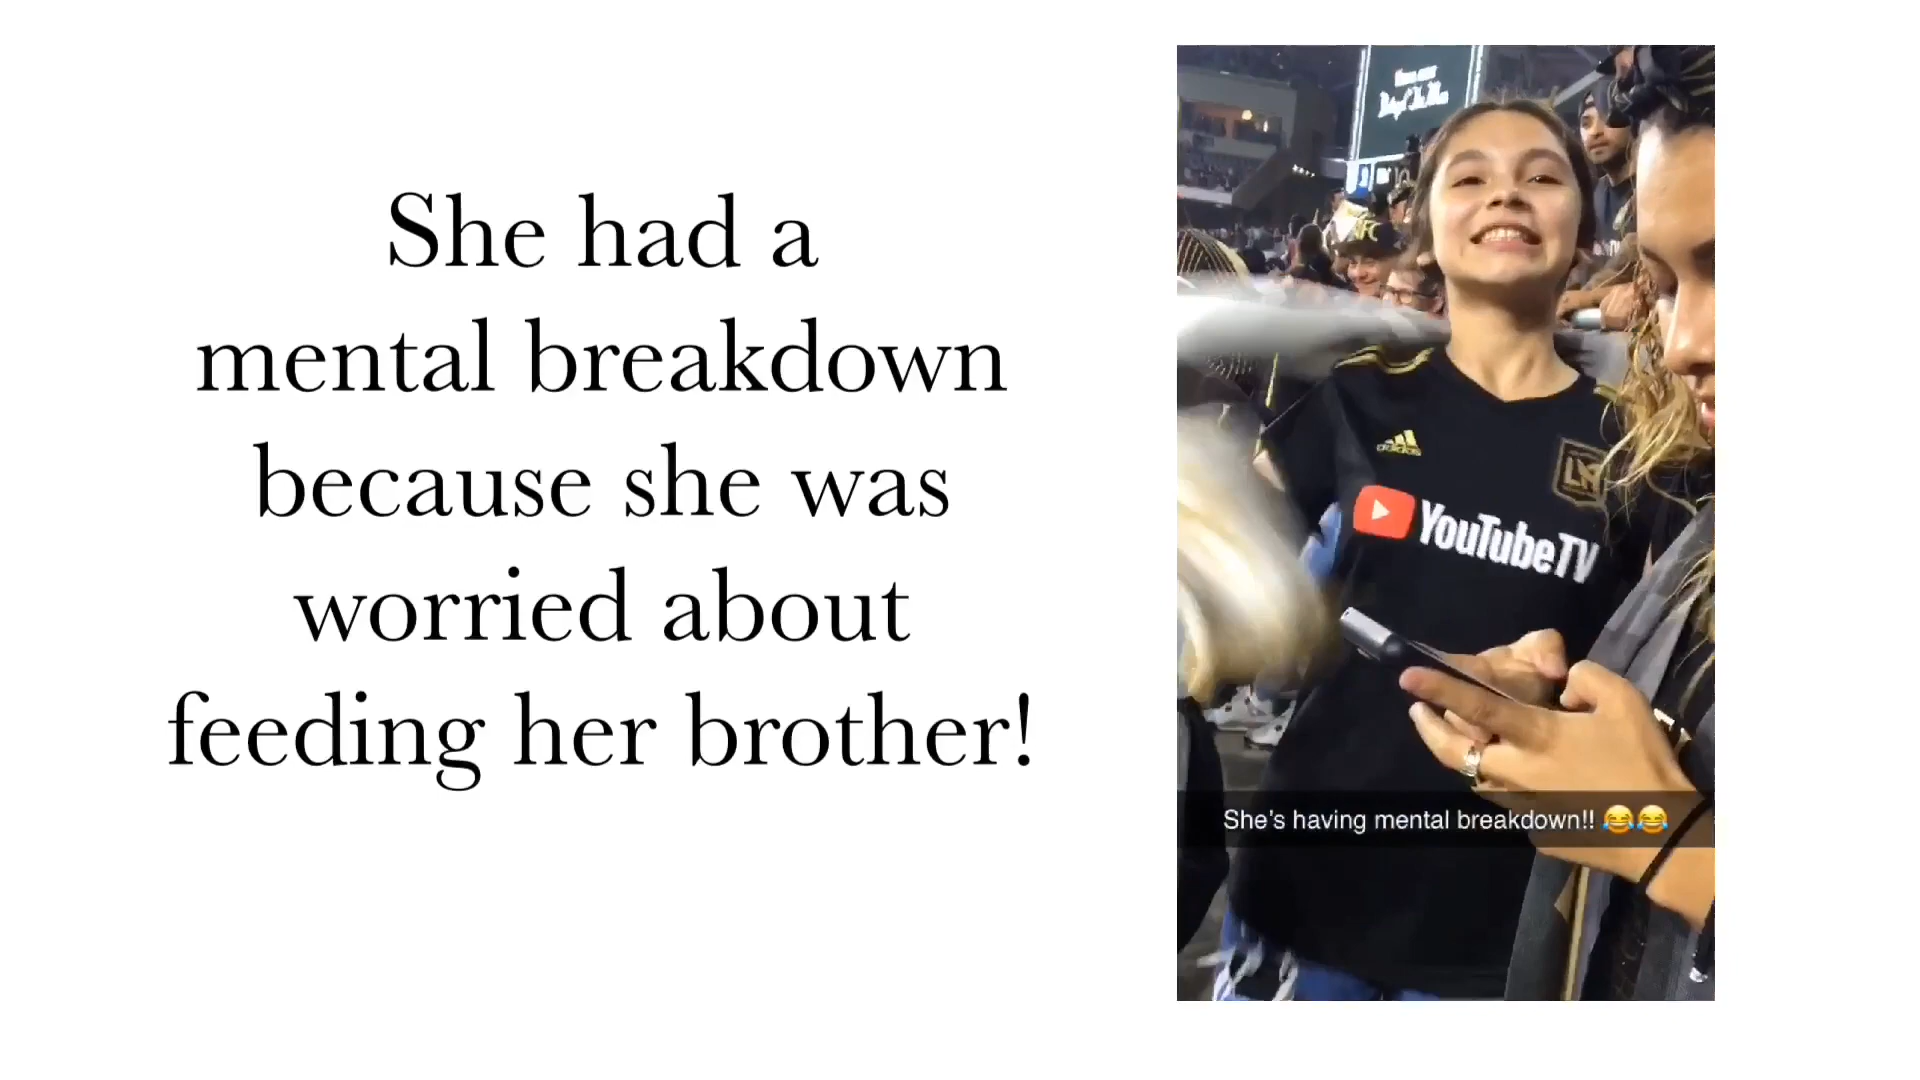 She had a
mental breakdown
because she was
worried about
feeding her brother!
adidas
YouTubeTV
She's having mental breakdown!! 😂😂